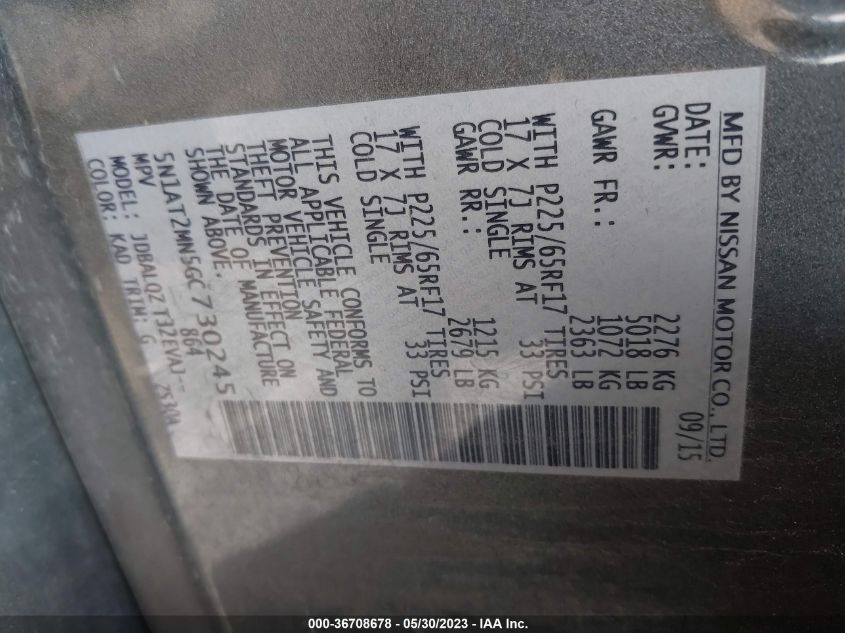 MFD BY NISSAN MOTOR CO., LTD.
DATE: 09/15
GVWR: 2276 KG
5018 LB
GAWR FR.: 1072 KG
2363 LB
WITH P225/65RF17 TIRES
17 X 7J RIMS AT
COLD SINGLE 33 PSI
GAWR RR.: 1215 KG
2679 LB
WITH P225/65RF17 TIRES
17 X 7J RIMS AT
COLD SINGLE 33 PSI
THIS VEHICLE CONFORMS TO
ALL APPLICABLE FEDERAL
MOTOR VEHICLE SAFETY AND
THEFT PREVENTION
STANDARDS IN EFFECT ON
THE DATE OF MANUFACTURE
SHOWN ABOVE.
5N1AT2MN5GC730245
MPV 864
MODEL: JDBALQZ T32EVAJ--
COLOR: KAD TRIM: G
000-36708678 - 05/30/2023 - IAA Inc.